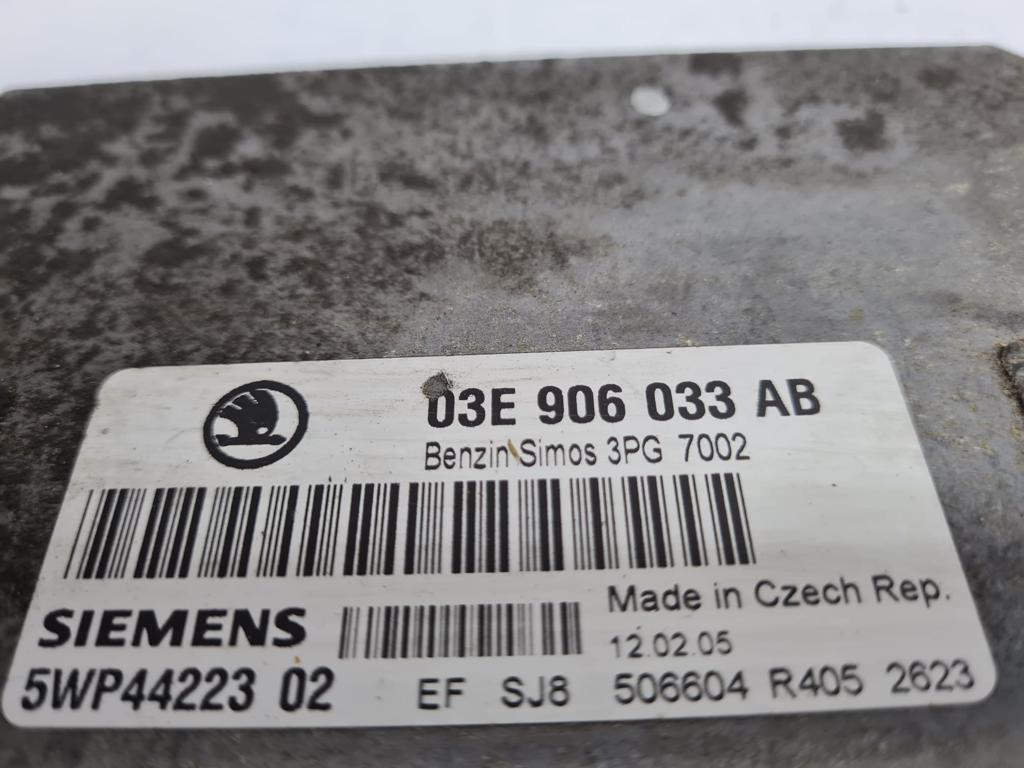 03E 906 033 AB
Benzin Simos 3PG 7002
SIEMENS
Made in Czech Rep.
12.02.05
5WP44223 02 EF SJ8 506604 R405 2623